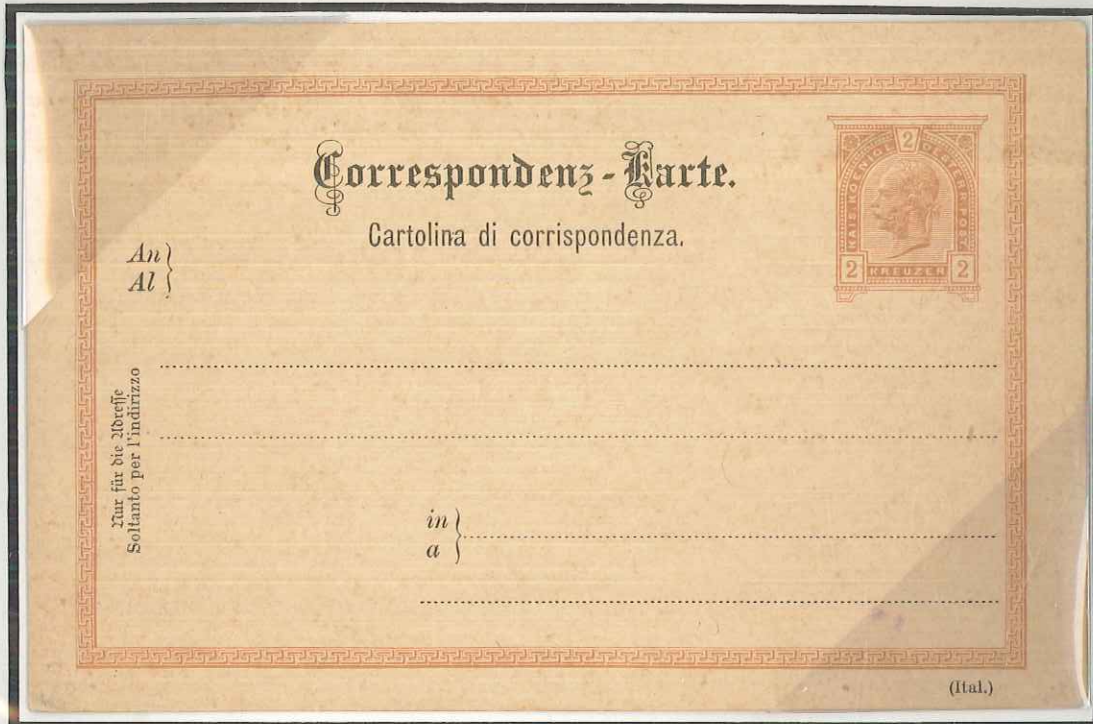 Correspondenz-Karte.
Cartolina di corrispondenza.
2
KAIS. KOENIGL. OESTERR. POST
2 KREUZER 2
An
Al
Nur für die Adresse
Soltanto per l'indirizzo
in
a
(Ital.)